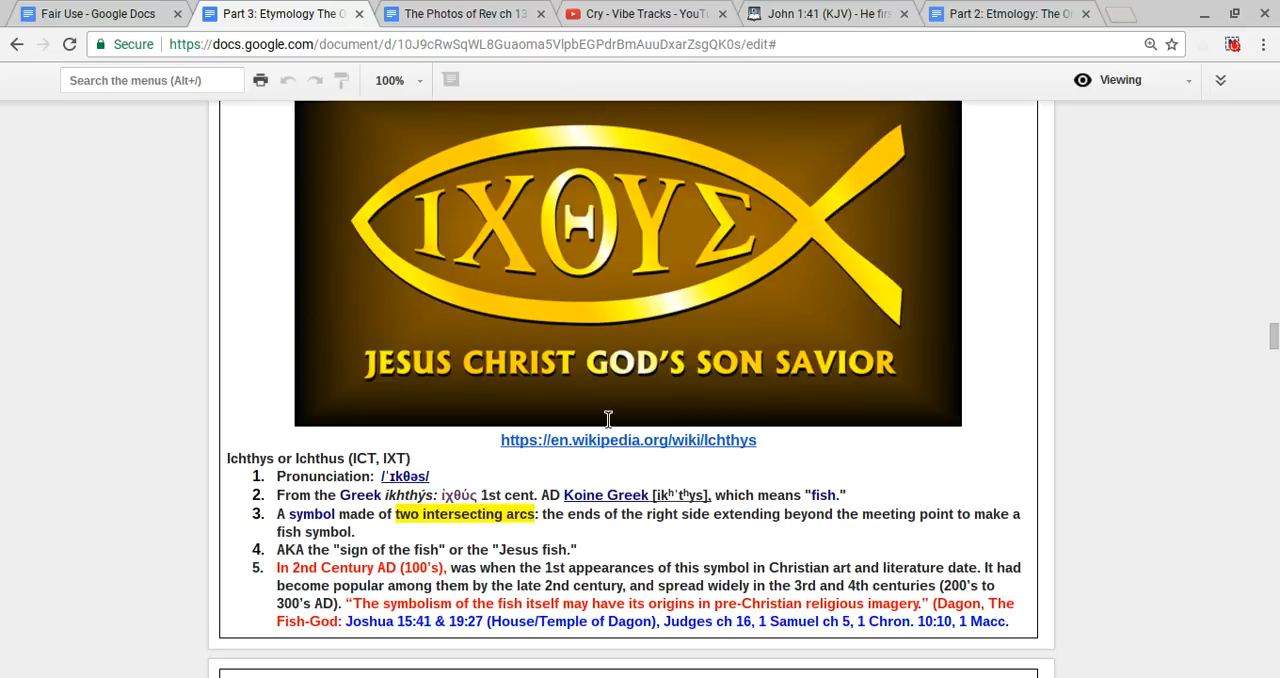 Fair Use - Google Docs
Part 3: Etymology The O
The Photos of Rev ch 13
Cry - Vibe Tracks - YouT
John 1:41 (KJV) - He firs
Part 2: Etmology: The Or
Secure https://docs.google.com/document/d/10J9cRwSqWL8Guaoma5VlpbEGPdrBmAuuDxarZsgQK0s/edit#
Search the menus (Alt+/)
100%
Viewing
ΙΧΘΥΣ
JESUS CHRIST GOD'S SON SAVIOR
https://en.wikipedia.org/wiki/Ichthys
Ichthys or Ichthus (ICT, IXT)
1. Pronunciation: /ˈɪkθəs/
2. From the Greek ikhthýs: ἰχθύς 1st cent. AD Koine Greek [ikʰˈtʰys], which means "fish."
3. A symbol made of two intersecting arcs: the ends of the right side extending beyond the meeting point to make a
fish symbol.
4. AKA the "sign of the fish" or the "Jesus fish."
5. In 2nd Century AD (100's), was when the 1st appearances of this symbol in Christian art and literature date. It had
become popular among them by the late 2nd century, and spread widely in the 3rd and 4th centuries (200's to
300's AD). “The symbolism of the fish itself may have its origins in pre-Christian religious imagery.” (Dagon, The
Fish-God: Joshua 15:41 & 19:27 (House/Temple of Dagon), Judges ch 16, 1 Samuel ch 5, 1 Chron. 10:10, 1 Macc.